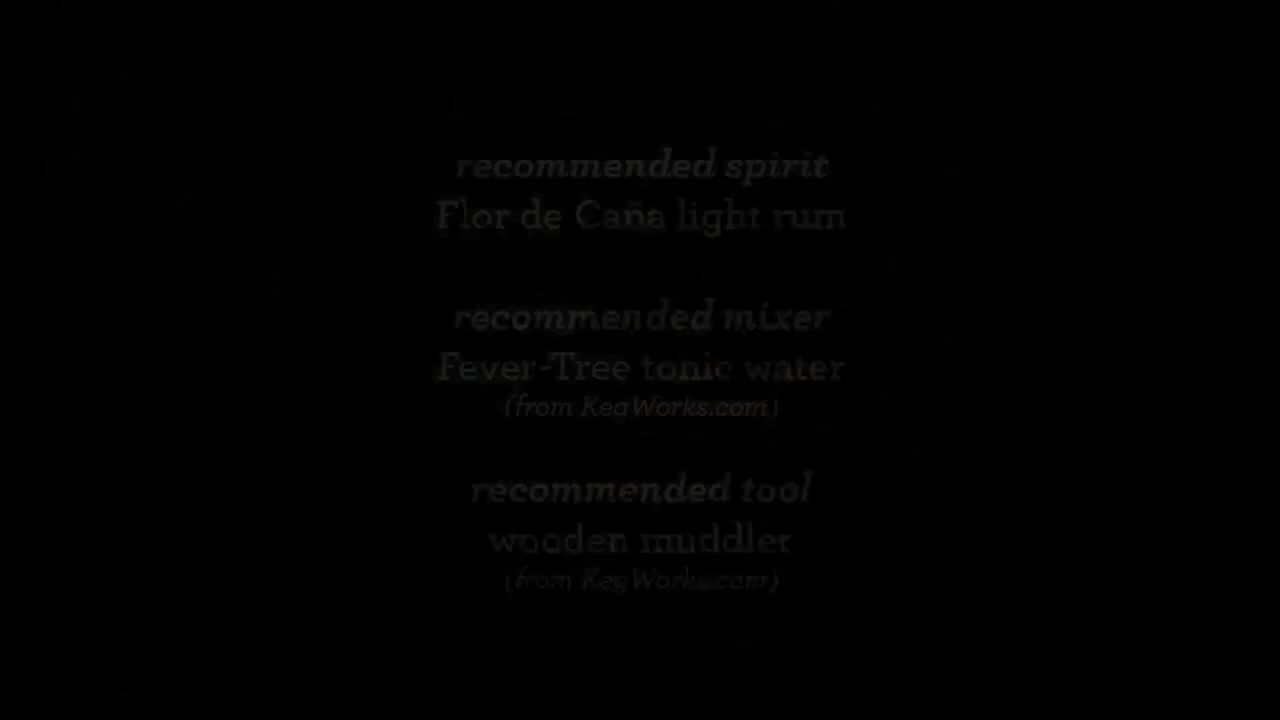 recommended spirit
Flor de Caña light rum
recommended mixer
Fever-Tree tonic water
(from KegWorks.com)
recommended tool
wooden muddler
(from KegWorks.com)